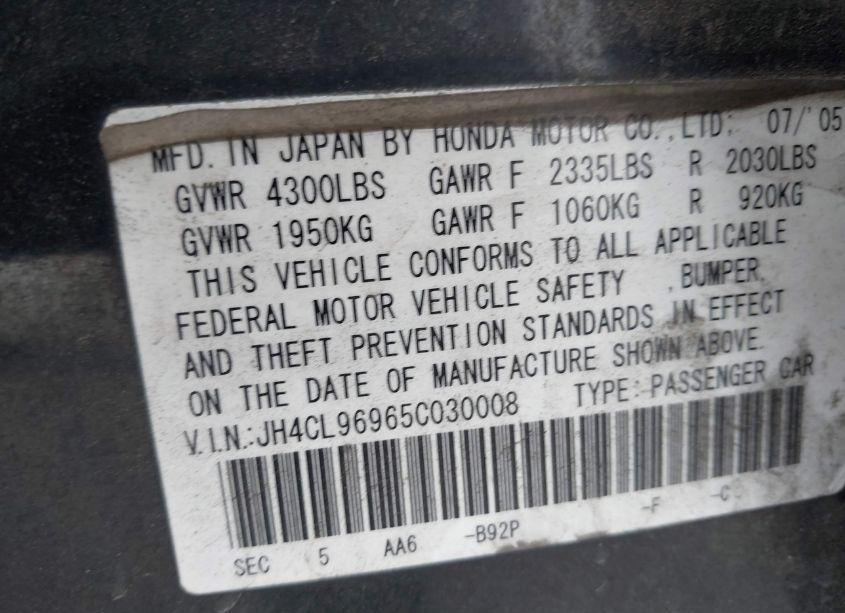 MFD. IN JAPAN BY HONDA MOTOR CO.,LTD. 07/'05
GVWR 4300LBS GAWR F 2335LBS R 2030LBS
GVWR 1950KG GAWR F 1060KG R 920KG
THIS VEHICLE CONFORMS TO ALL APPLICABLE
FEDERAL MOTOR VEHICLE SAFETY ,BUMPER,
AND THEFT PREVENTION STANDARDS IN EFFECT
ON THE DATE OF MANUFACTURE SHOWN ABOVE.
V.I.N.:JH4CL96965C030008 TYPE:PASSENGER CAR
SEC 5 AA6 -B92P -F -C